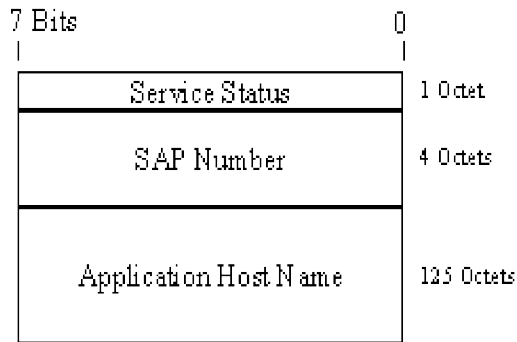 7 Bits 0
Service Status 1 Octet
SAP Number 4 Octets
Application Host Name 125 Octets